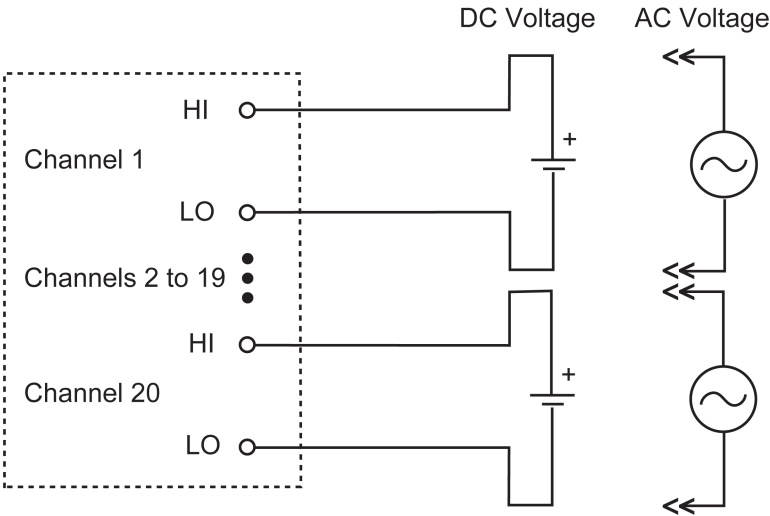 DC Voltage
AC Voltage
HI
+
Channel 1
LO
Channels 2 to 19
HI
+
Channel 20
LO